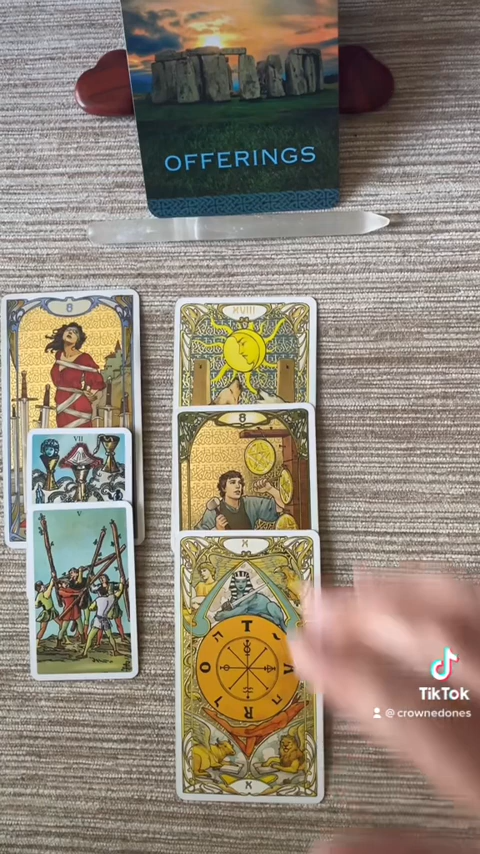 OFFERINGS
8
XVIII
VII
8
V
X
T
O
R
X
TikTok
@ crownedones